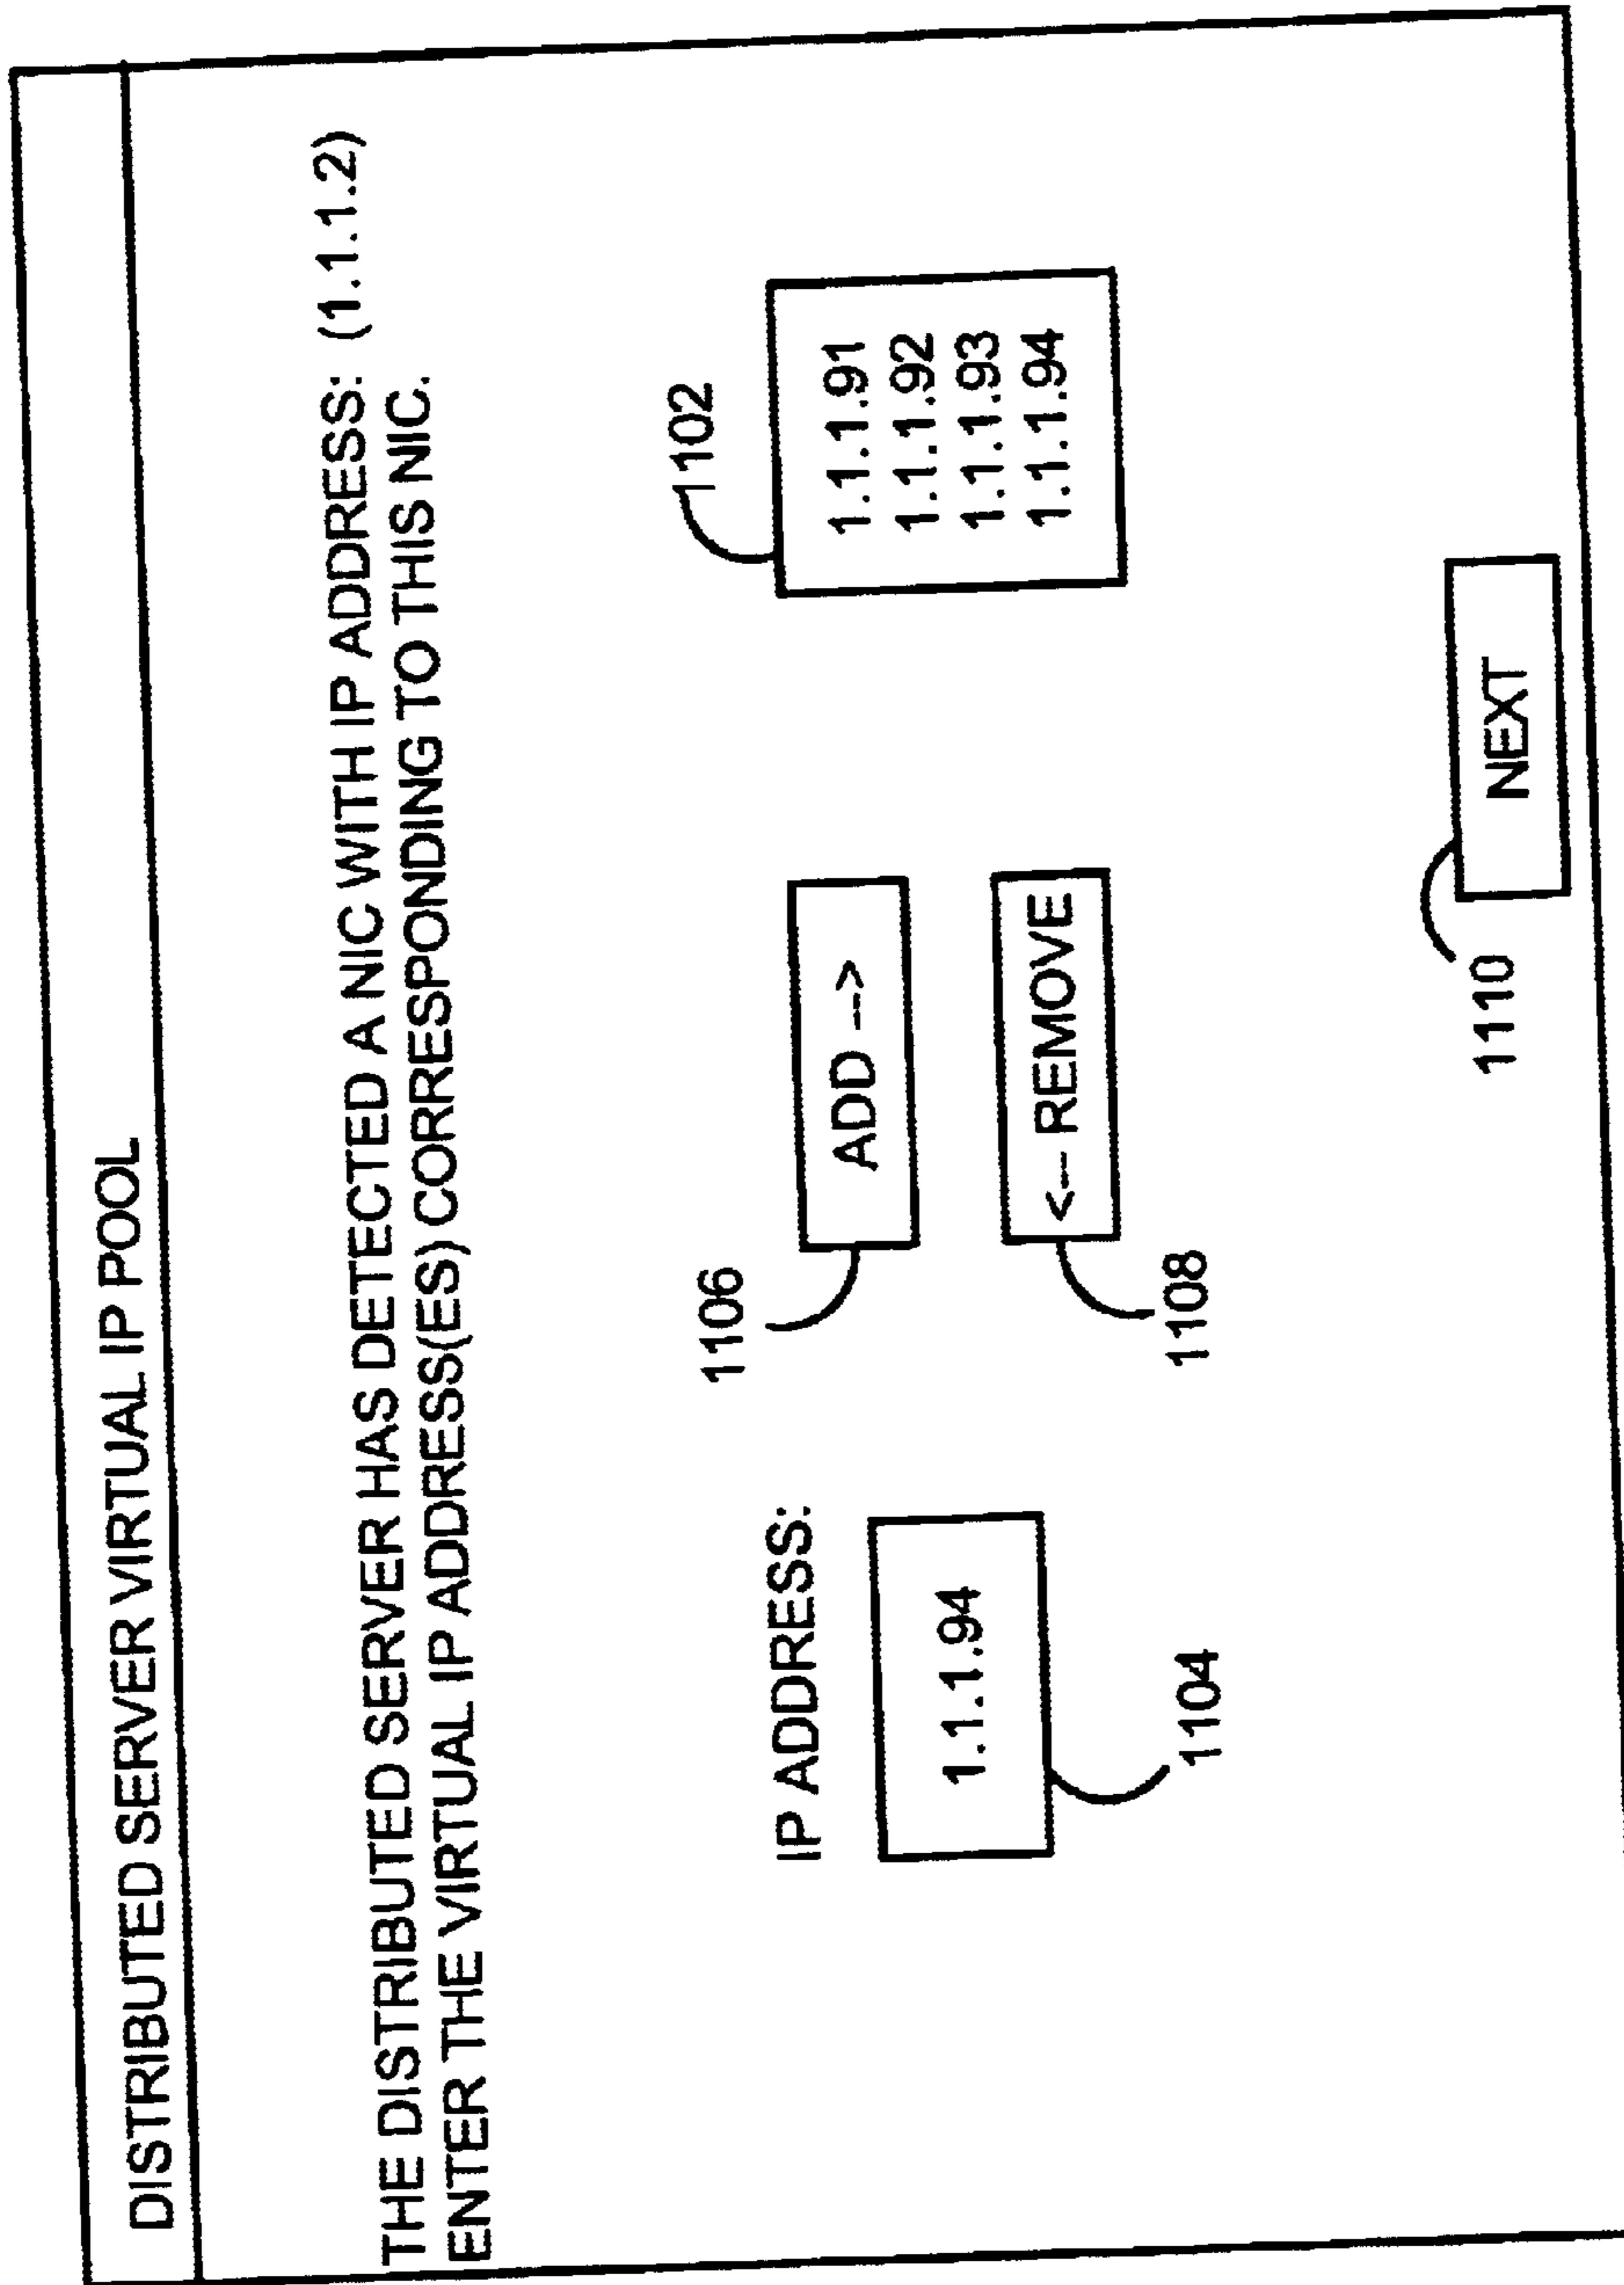 DISTRIBUTED SERVER VIRTUAL IP POOL
THE DISTRIBUTED SERVER HAS DETECTED A NIC WITH IP ADDRESS: (1.1.1.2)
ENTER THE VIRTUAL IP ADDRESS(ES) CORRESPONDING TO THIS NIC.
IP ADDRESS:
1.1.1.94
1104
1106
ADD -->
<-- REMOVE
1108
1102
1.1.1.91
1.1.1.92
1.1.1.93
1.1.1.94
1110
NEXT